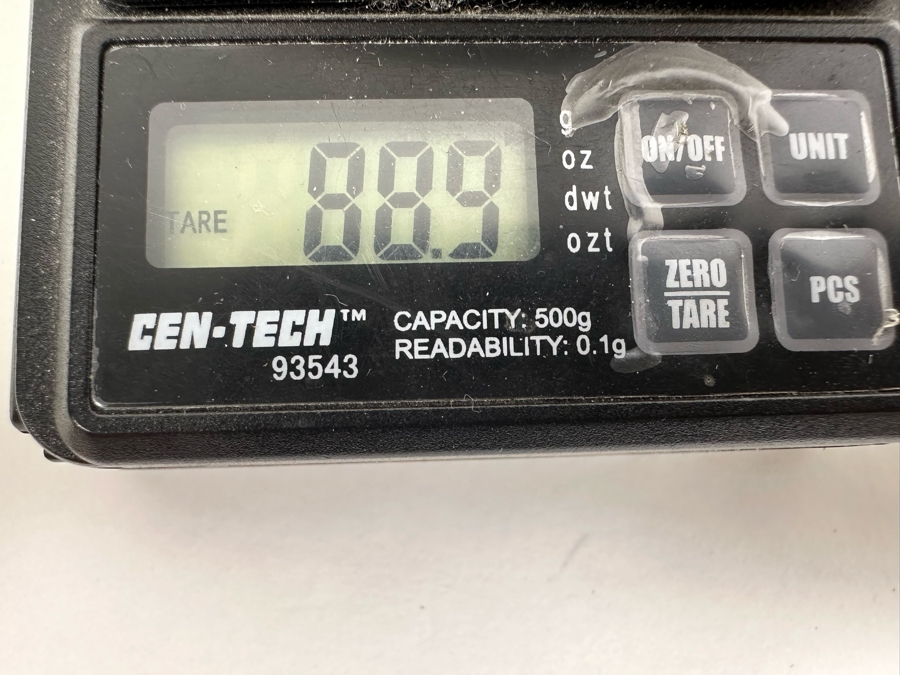 TARE 88.9
g
oz
dwt
ozt
ON/OFF
UNIT
ZERO
TARE
PCS
CEN-TECH™
93543
CAPACITY: 500g
READABILITY: 0.1g